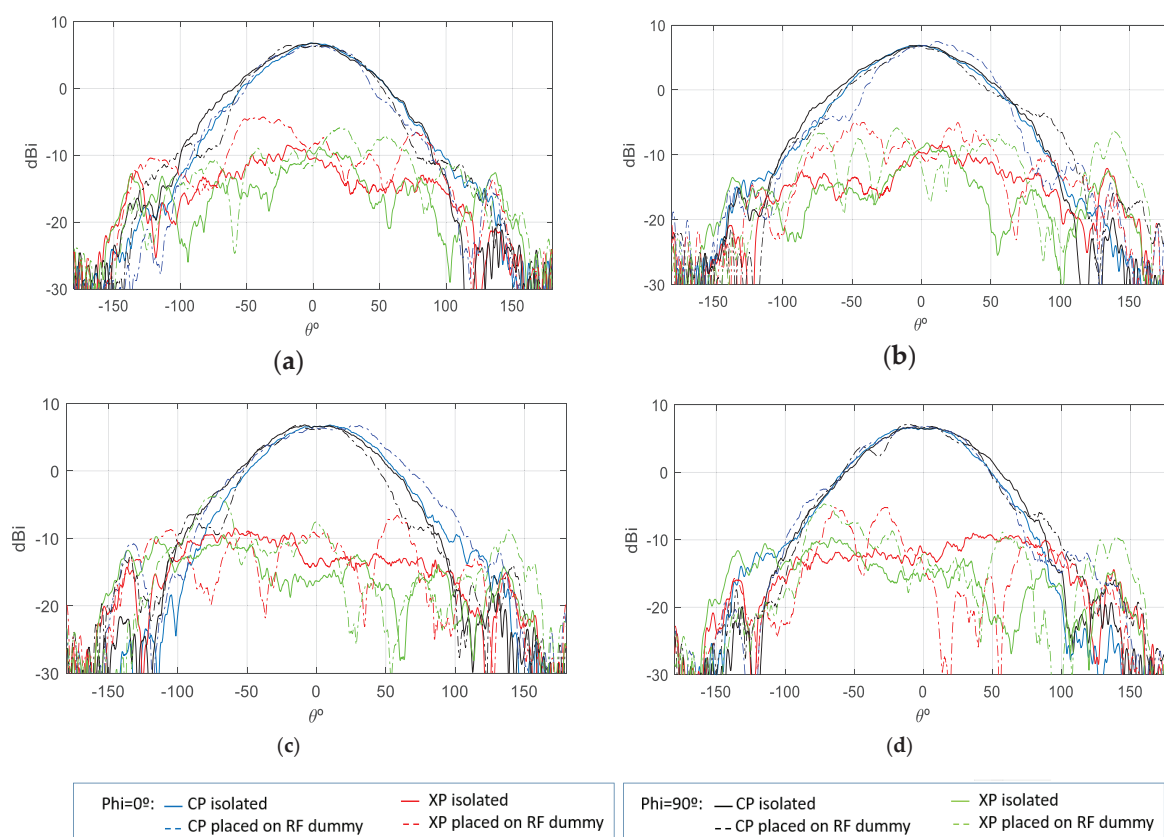 10
0
-10
-20
-30
dBi
-150 -100 -50 0 50 100 150
θº
(a)
10
0
-10
-20
-30
dBi
-150 -100 -50 0 50 100 150
θº
(b)
10
0
-10
-20
-30
dBi
-150 -100 -50 0 50 100 150
θº
(c)
10
0
-10
-20
-30
dBi
-150 -100 -50 0 50 100 150
θº
(d)
Phi=0º: CP isolated XP isolated
CP placed on RF dummy XP placed on RF dummy
Phi=90º: CP isolated XP isolated
CP placed on RF dummy XP placed on RF dummy